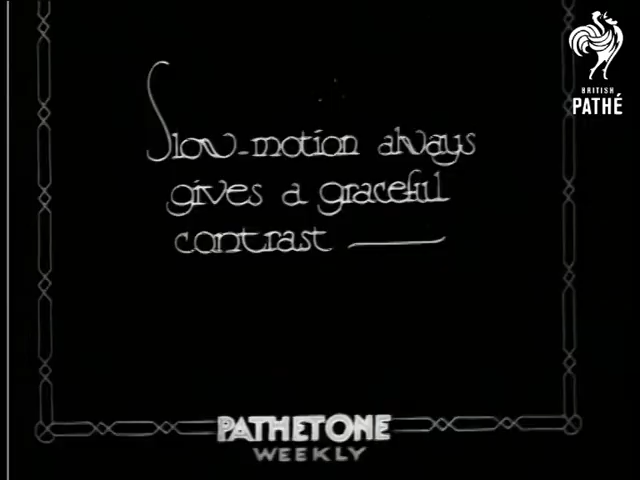 BRITISH
PATHÉ
Slow-motion always
gives a graceful
contrast —
PATHETONE
WEEKLY